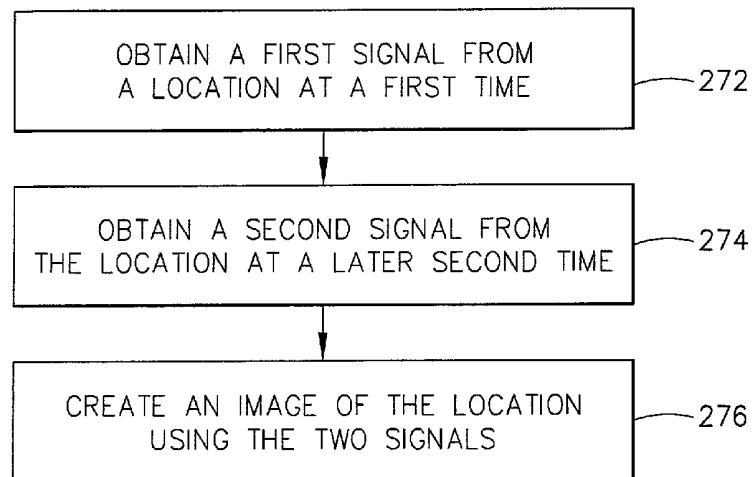 OBTAIN A FIRST SIGNAL FROM
A LOCATION AT A FIRST TIME
272
OBTAIN A SECOND SIGNAL FROM
THE LOCATION AT A LATER SECOND TIME
274
CREATE AN IMAGE OF THE LOCATION
USING THE TWO SIGNALS
276